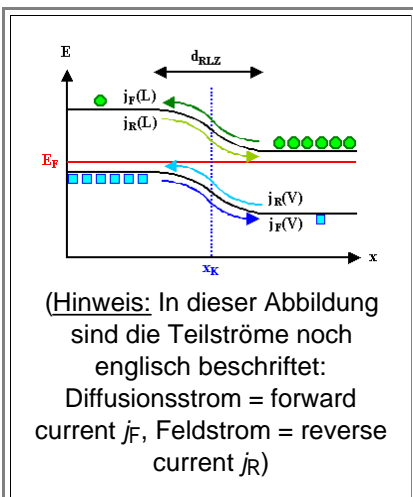 E
d_RLZ
j_F(L)
j_R(L)
E_F
j_R(V)
j_F(V)
x
x_K
(Hinweis: In dieser Abbildung
sind die Teilströme noch
englisch beschriftet:
Diffusionsstrom = forward
current j_F, Feldstrom = reverse
current j_R)